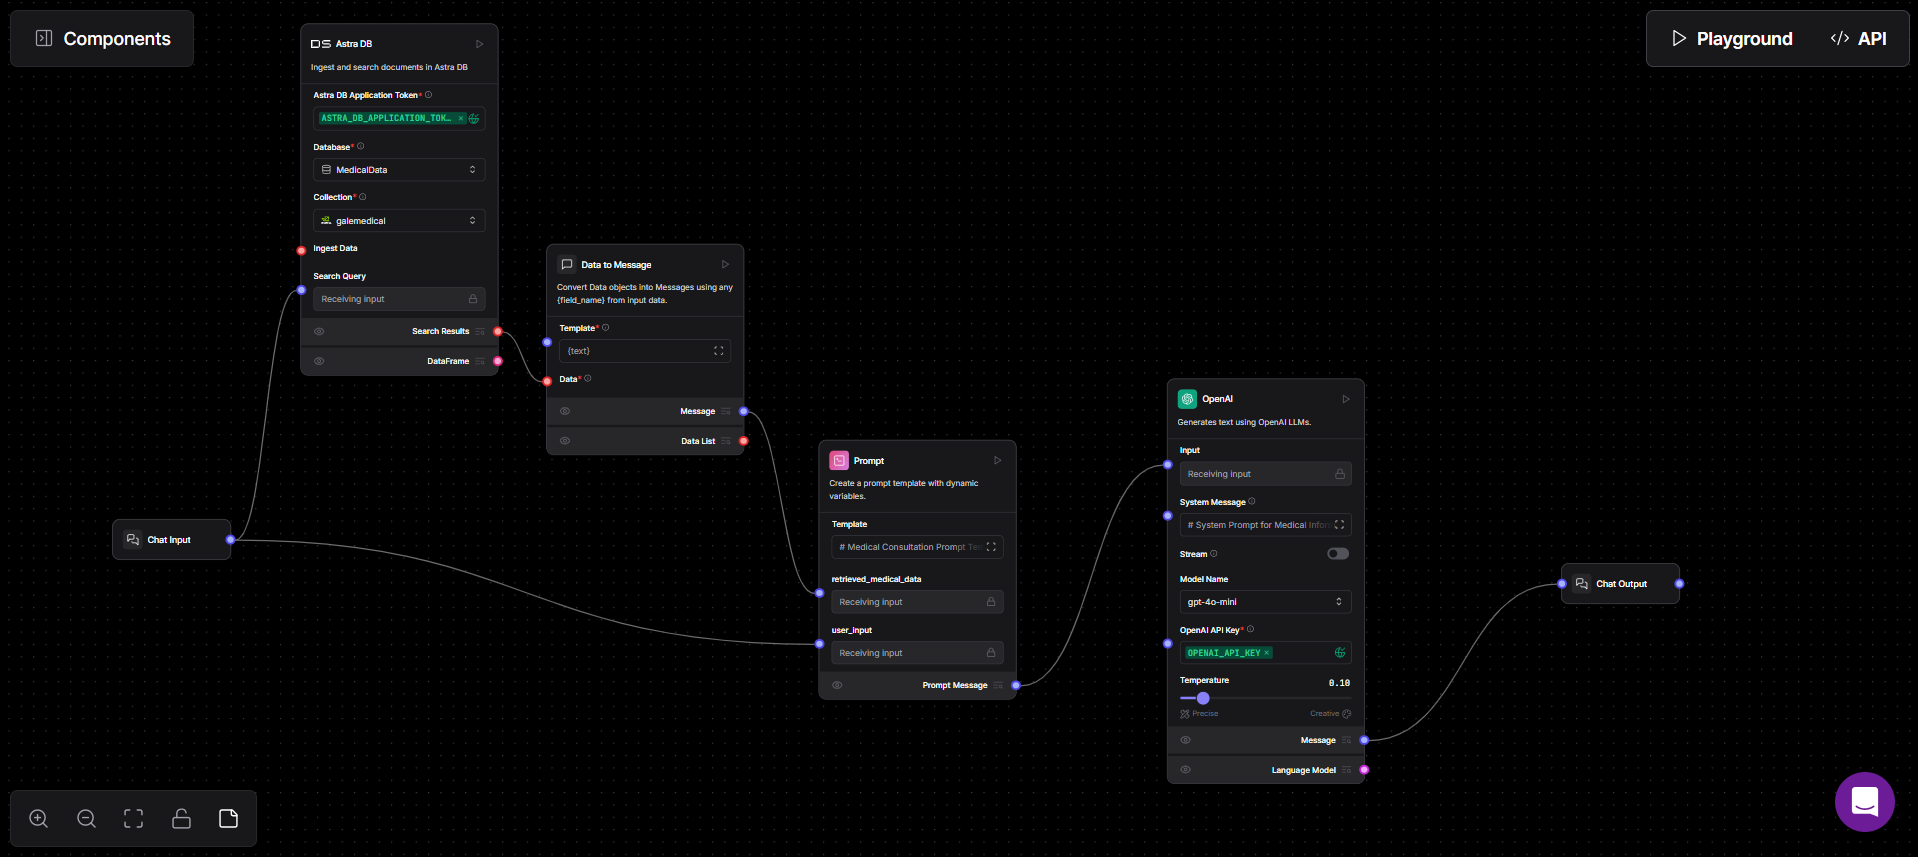 Components
Playground
API
DS Astra DB
Ingest and search documents in Astra DB
Astra DB Application Token*
ASTRA_DB_APPLICATION_TOK... ×
Database*
MedicalData
Collection*
galemedical
Ingest Data
Search Query
Receiving input
Search Results
DataFrame
Data to Message
Convert Data objects into Messages using any
{field_name} from input data.
Template*
{text}
Data*
Message
Data List
Chat Input
Prompt
Create a prompt template with dynamic
variables.
Template
# Medical Consultation Prompt Te
retrieved_medical_data
Receiving input
user_input
Receiving input
Prompt Message
OpenAI
Generates text using OpenAI LLMs.
Input
Receiving input
System Message
# System Prompt for Medical Infor
Stream
Model Name
gpt-4o-mini
OpenAI API Key*
OPENAI_API_KEY ×
Temperature
0.10
Precise
Creative
Message
Language Model
Chat Output